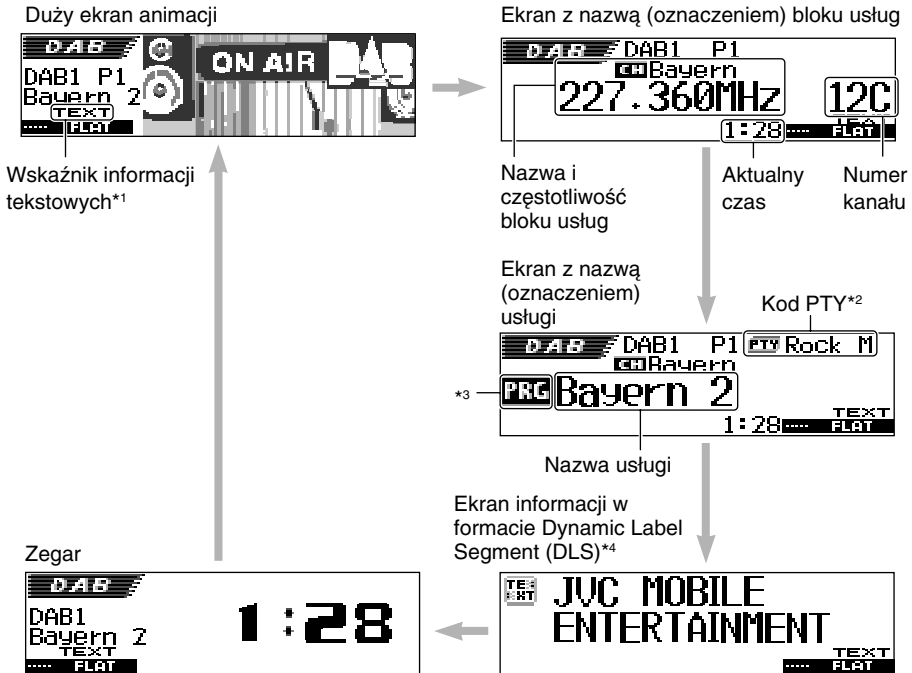 Duży ekran animacji
DAB
DAB1 P1
Bayern 2
TEXT
FLAT
ON AIR
DAB
Wskaźnik informacji
tekstowych*1
Ekran z nazwą (oznaczeniem) bloku usług
DAB DAB1 P1
CH Bayern
227.360MHz 12C
1:28 FLAT
Nazwa i
częstotliwość
bloku usług
Aktualny
czas
Numer
kanału
Ekran z nazwą
(oznaczeniem)
usługi
Kod PTY*2
DAB DAB1 P1 PTY Rock M
CH Bayern
*3 PRG Bayern 2
TEXT
1:28 FLAT
Nazwa usługi
Ekran informacji w
formacie Dynamic Label
Segment (DLS)*4
TEXT JVC MOBILE
ENTERTAINMENT
TEXT
FLAT
Zegar
DAB
DAB1
Bayern 2
TEXT
FLAT
1:28